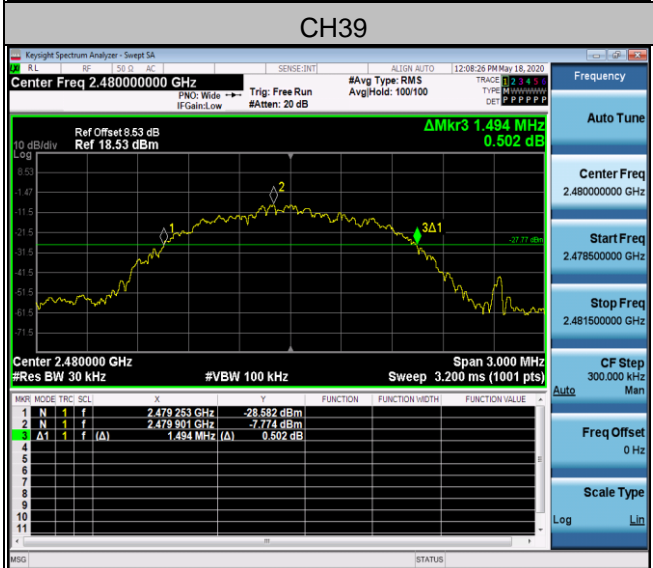 CH39
Keysight Spectrum Analyzer - Swept SA
RL RF 50 Ω AC SENSE:INT ALIGN AUTO 12:08:26 PM May 18, 2020
Center Freq 2.480000000 GHz
PNO: Wide
IFGain:Low
Trig: Free Run
#Atten: 20 dB
#Avg Type: RMS
Avg|Hold: 100/100
TRACE 1 2 3 4 5 6
TYPE M W W W W W
DET P P P P P P
Ref Offset 8.53 dB
10 dB/div Ref 18.53 dBm
ΔMkr3 1.494 MHz
0.502 dB
Log
8.53
-1.47
-11.5
-21.5
-31.5
-41.5
-51.5
-61.5
-71.5
1
2
3Δ1
-27.77 dBm
Center 2.480000 GHz Span 3.000 MHz
#Res BW 30 kHz #VBW 100 kHz Sweep 3.200 ms (1001 pts)
MKR MODE TRC SCL X Y FUNCTION FUNCTION WIDTH FUNCTION VALUE
1 N 1 f 2.479 253 GHz -28.582 dBm
2 N 1 f 2.479 901 GHz -7.774 dBm
3 Δ1 1 f (Δ) 1.494 MHz (Δ) 0.502 dB
4
5
6
7
8
9
10
11
MSG STATUS
Frequency
Auto Tune
Center Freq
2.480000000 GHz
Start Freq
2.478500000 GHz
Stop Freq
2.481500000 GHz
CF Step
300.000 kHz
Auto Man
Freq Offset
0 Hz
Scale Type
Log Lin